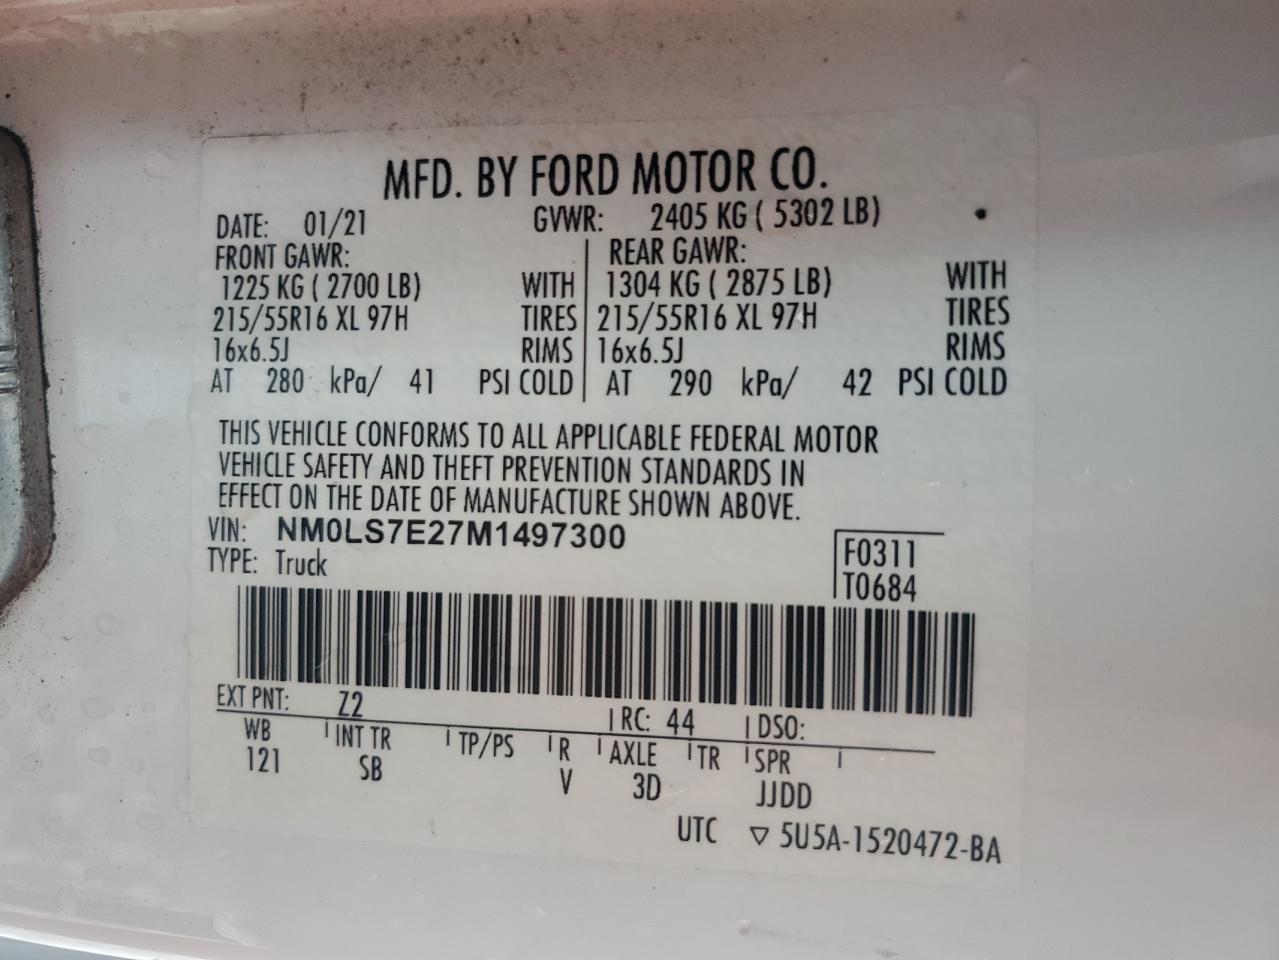 MFD. BY FORD MOTOR CO.
DATE: 01/21 GVWR: 2405 KG ( 5302 LB)
FRONT GAWR: REAR GAWR:
1225 KG ( 2700 LB) WITH 1304 KG ( 2875 LB) WITH
215/55R16 XL 97H TIRES 215/55R16 XL 97H TIRES
16x6.5J RIMS 16x6.5J RIMS
AT 280 kPa/ 41 PSI COLD AT 290 kPa/ 42 PSI COLD
THIS VEHICLE CONFORMS TO ALL APPLICABLE FEDERAL MOTOR
VEHICLE SAFETY AND THEFT PREVENTION STANDARDS IN
EFFECT ON THE DATE OF MANUFACTURE SHOWN ABOVE.
VIN: NM0LS7E27M1497300
F0311
TYPE: Truck
T0684
EXT PNT: Z2 RC: 44 DSO:
WB INT TR TP/PS R AXLE TR SPR
121 SB V 3D JJDD
UTC ▽ 5U5A-1520472-BA